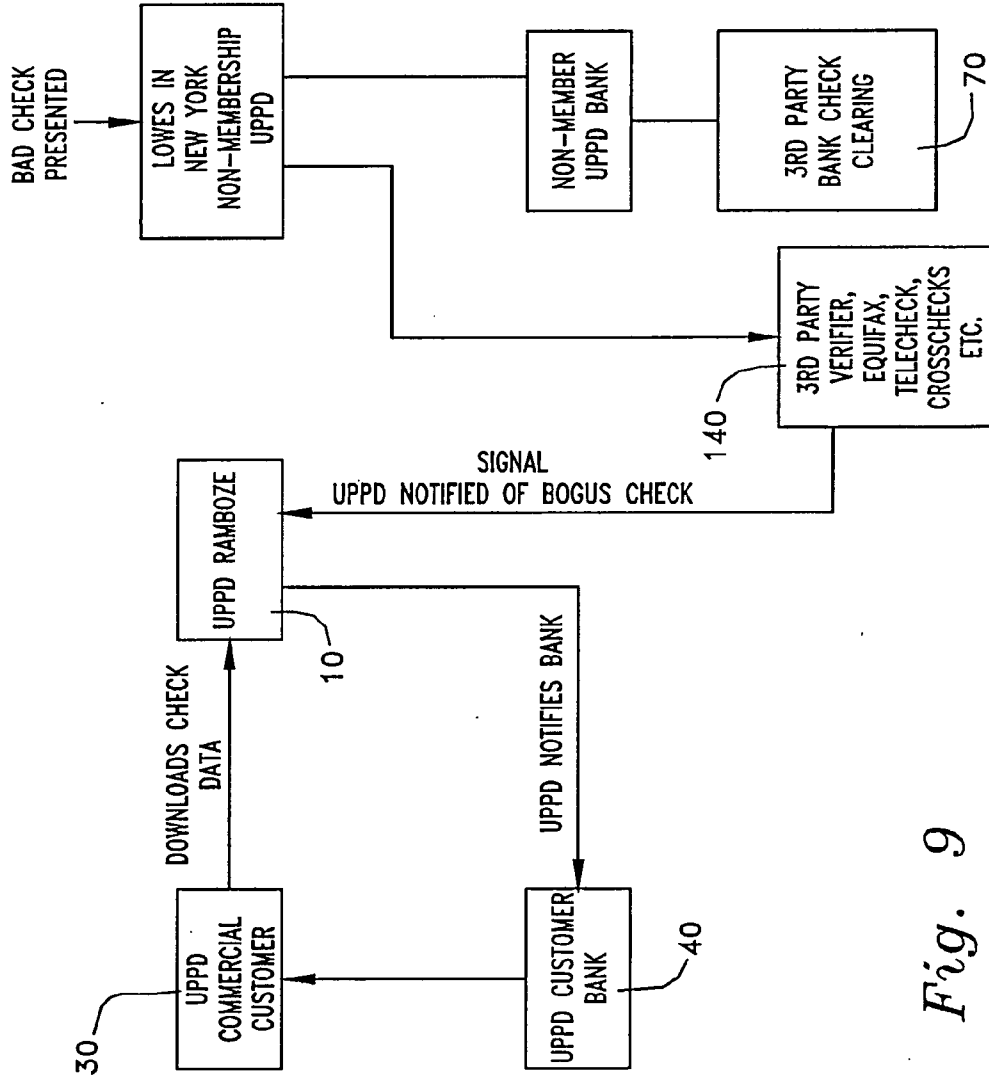 BAD CHECK
PRESENTED
LOWES IN
NEW YORK
NON-MEMBERSHIP
UPPD
NON-MEMBER
UPPD BANK
3RD PARTY
BANK CHECK
CLEARING
70
3RD PARTY
VERIFIER,
EQUIFAX,
TELECHECK,
CROSSCHECKS
ETC.
140
SIGNAL
UPPD NOTIFIED OF BOGUS CHECK
UPPD RAMBOZE
10
DOWNLOADS CHECK
DATA
UPPD
COMMERCIAL
CUSTOMER
30
UPPD NOTIFIES BANK
UPPD CUSTOMER
BANK
40
Fig. 9